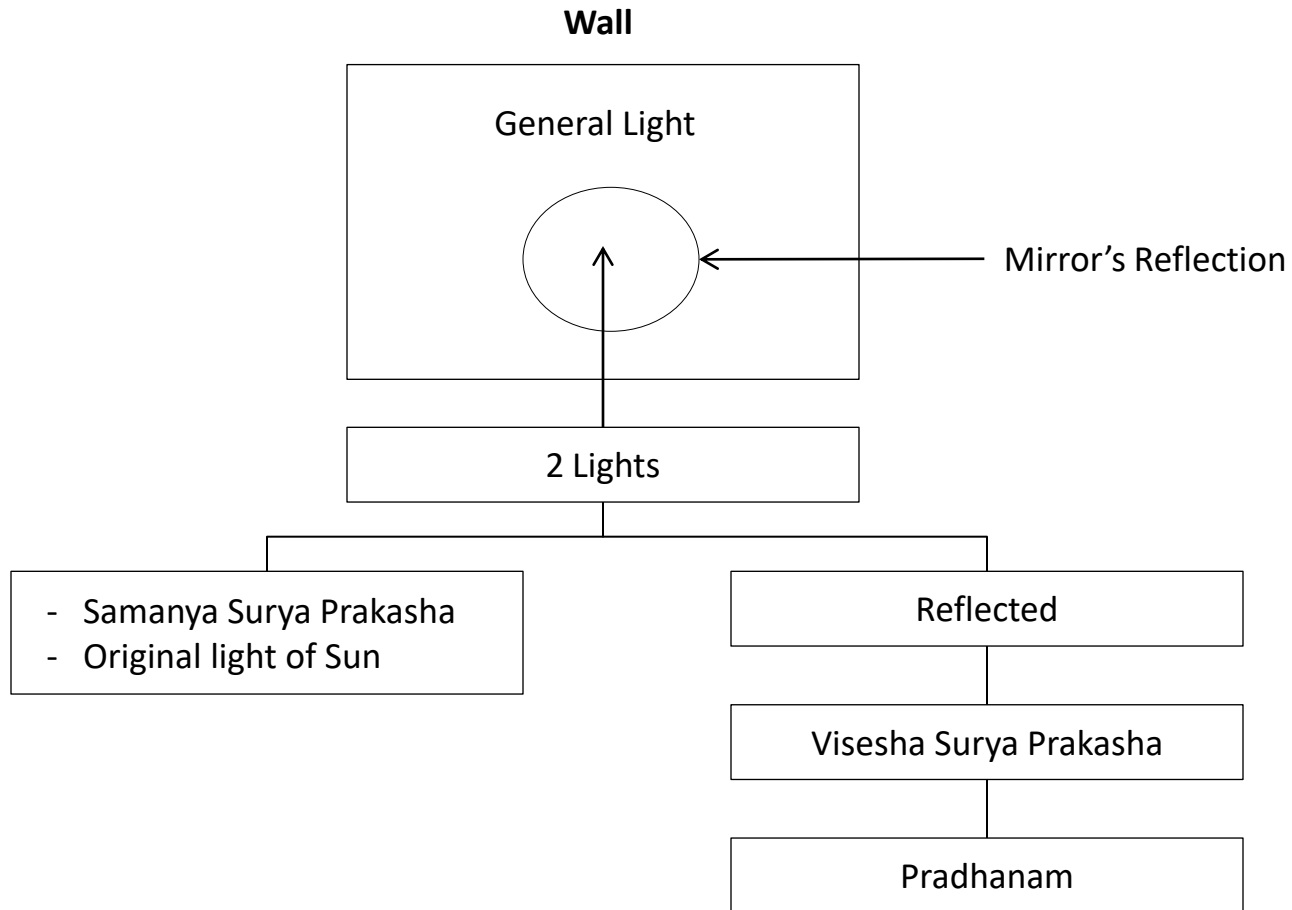 Wall
General Light
Mirror’s Reflection
2 Lights
- Samanya Surya Prakasha
- Original light of Sun
Reflected
Visesha Surya Prakasha
Pradhanam